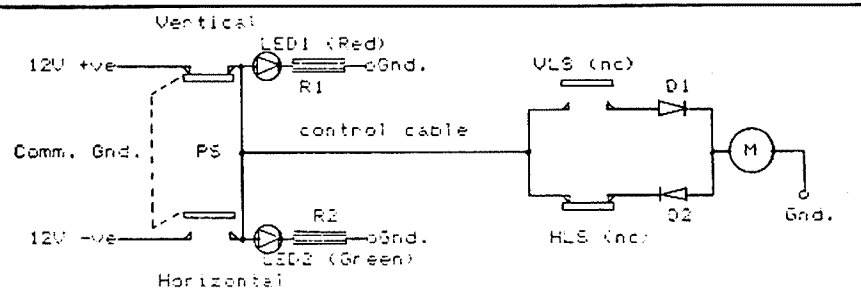 Vertical
LED1 (Red)
12V +ve
Gnd.
R1
VLS (nc)
D1
control cable
Comm. Gnd.
PS
M
R2
D2
Gnd.
12V -ve
Gnd.
HLS (nc)
LED2 (Green)
Horizontal